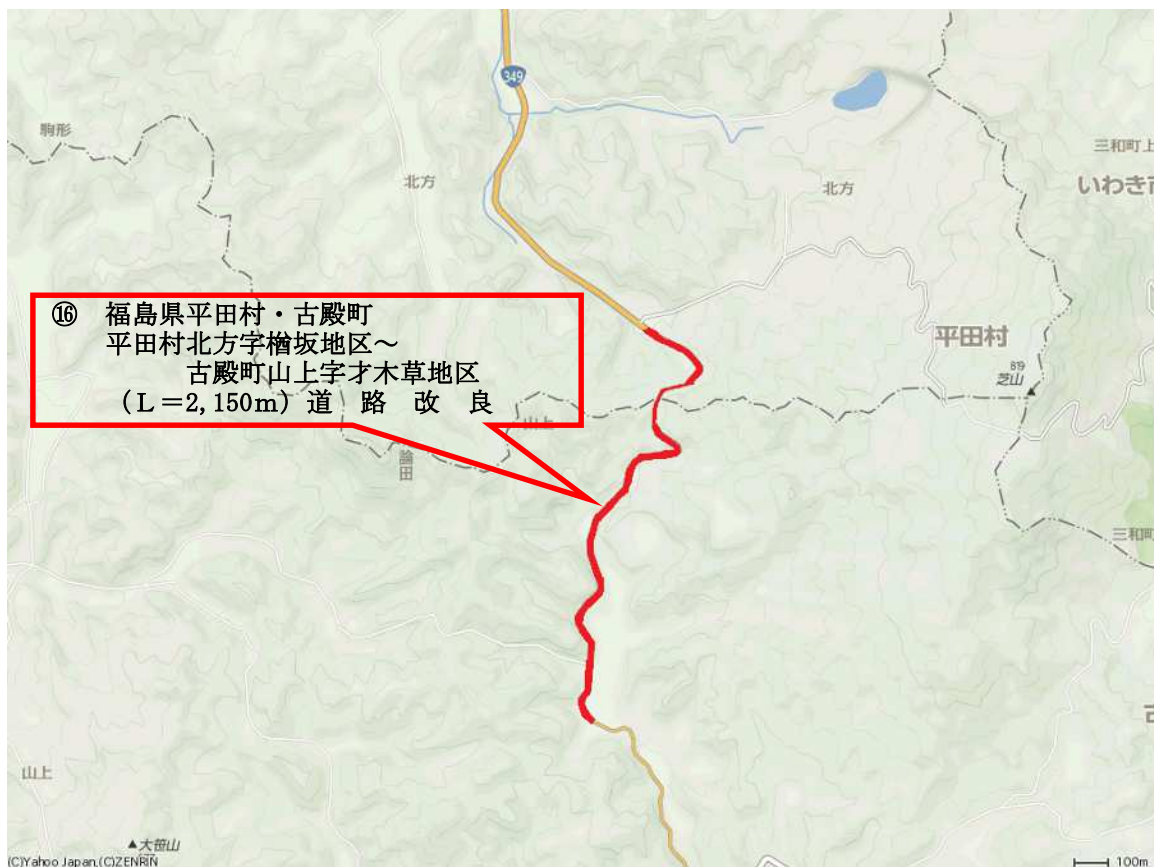 349
駒形
三和町上
北方
北方
いわき市
⑯ 福島県平田村・古殿町
平田村北方字楢坂地区～
古殿町山上字才木草地区
(L=2,150m) 道 路 改 良
平田村
819
芝山
山上
論田
三和町
古
山上
▲大笹山
(C)Yahoo Japan,(C)ZENRIN
100m